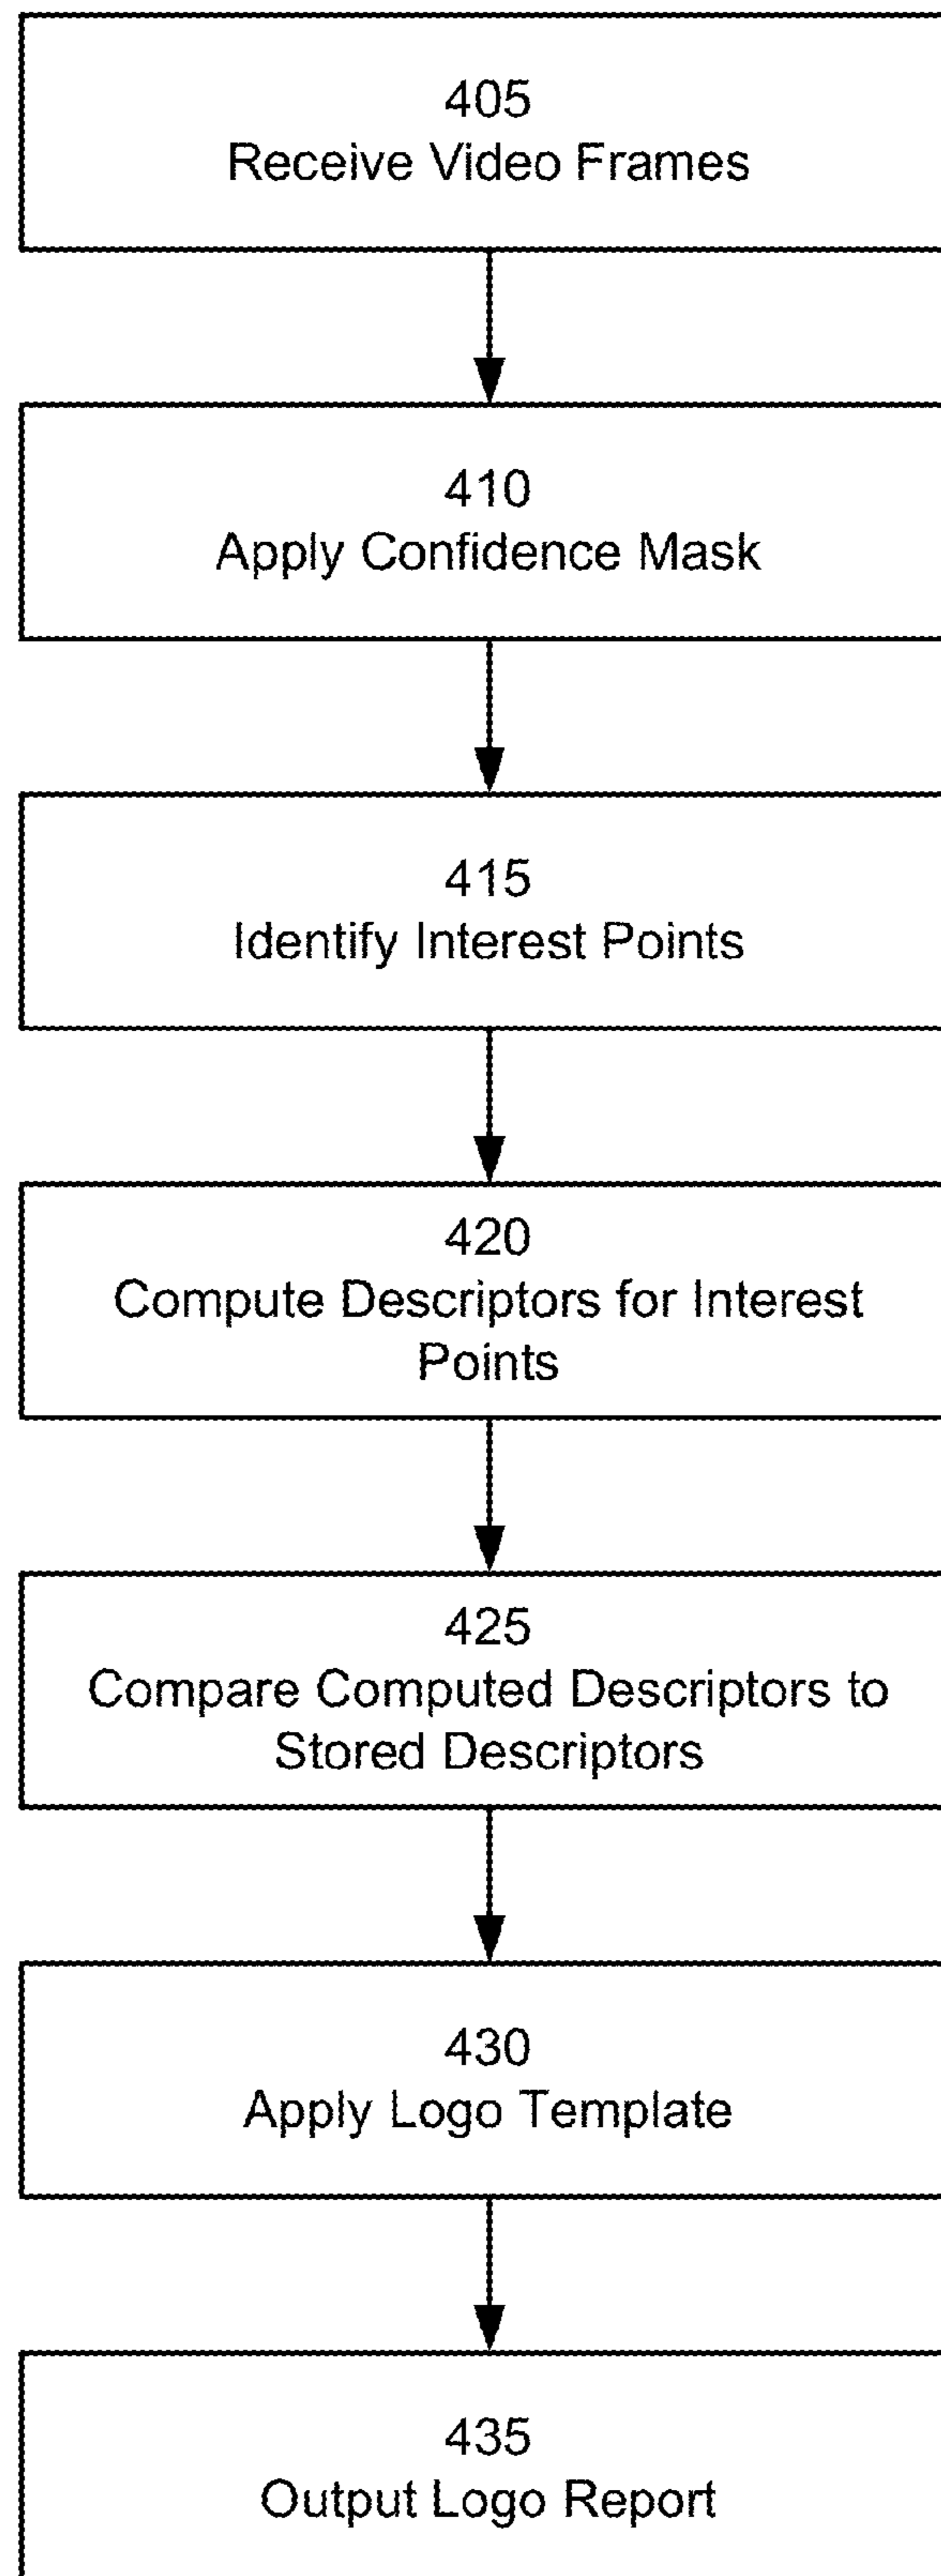 405
Receive Video Frames
410
Apply Confidence Mask
415
Identify Interest Points
420
Compute Descriptors for Interest
Points
425
Compare Computed Descriptors to
Stored Descriptors
430
Apply Logo Template
435
Output Logo Report